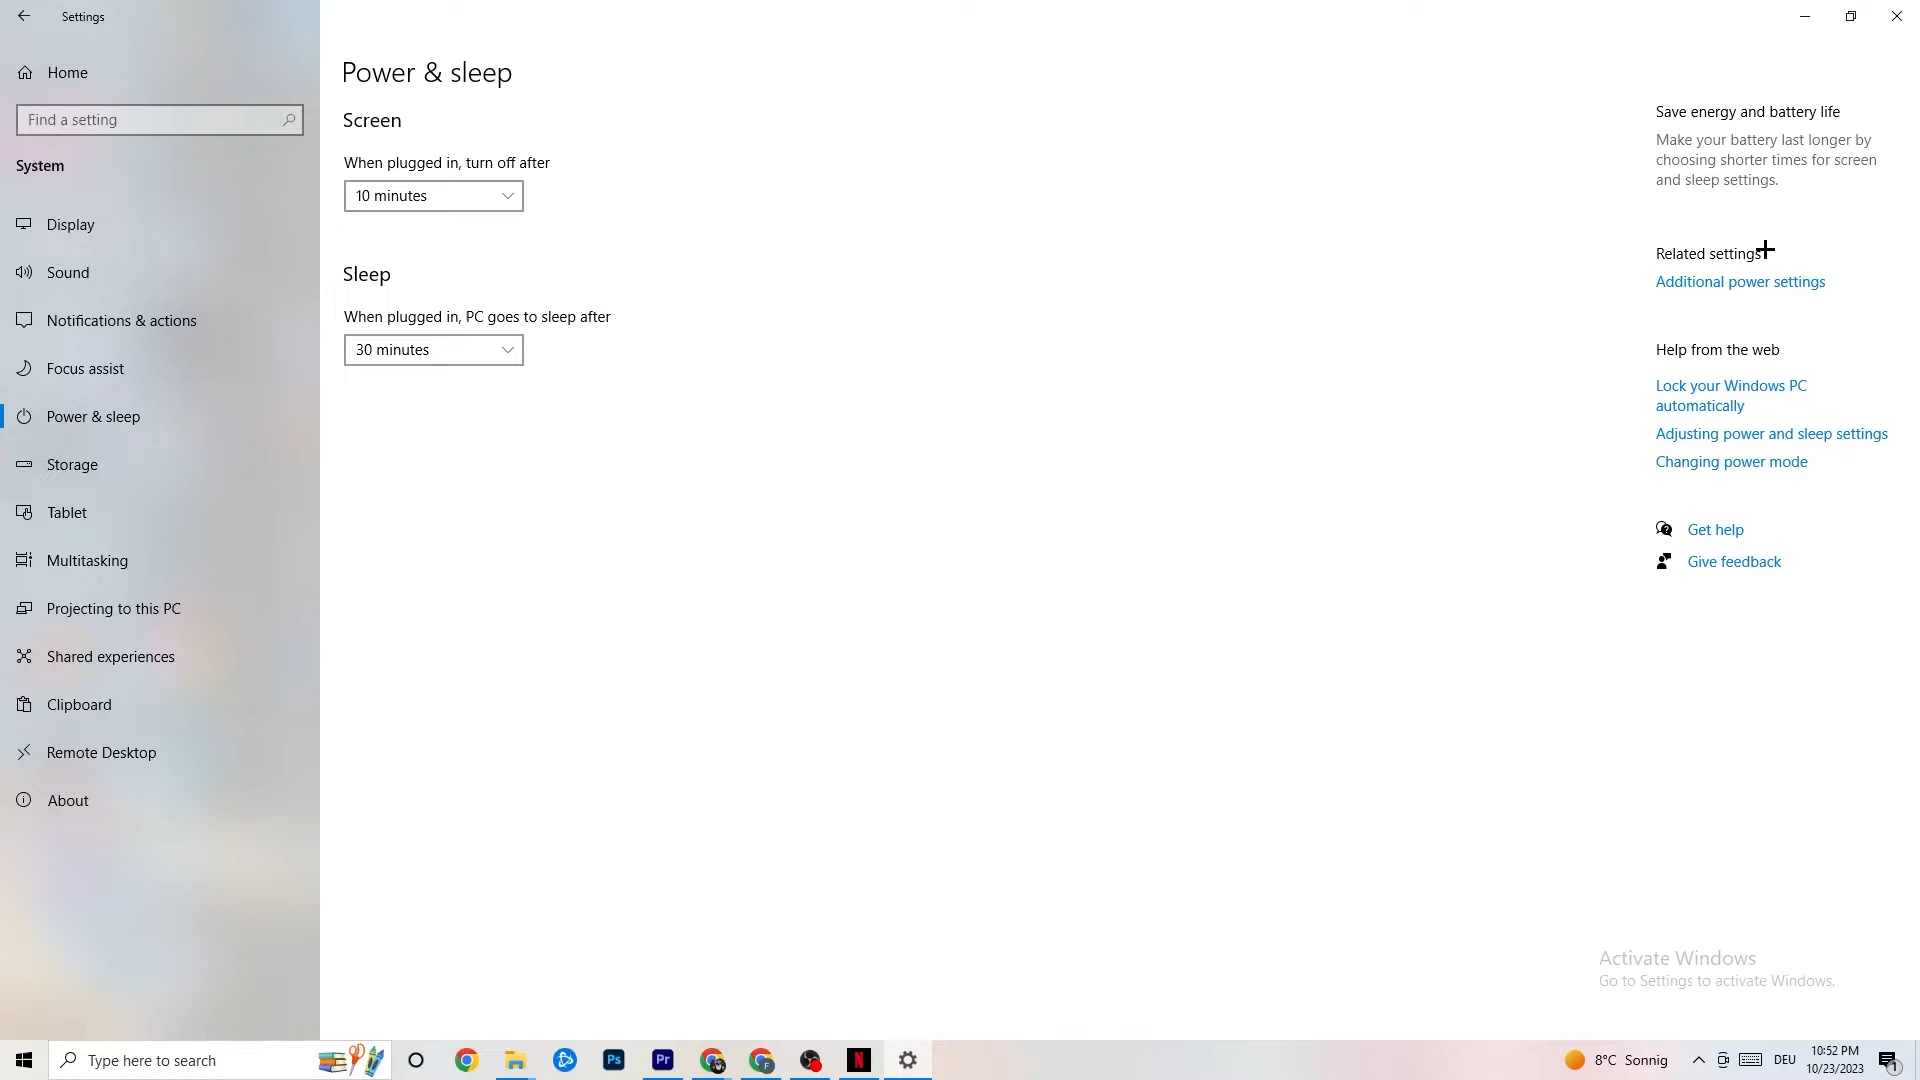 Settings
Home
Find a setting
System
Display
Sound
Notifications & actions
Focus assist
Power & sleep
Storage
Tablet
Multitasking
Projecting to this PC
Shared experiences
Clipboard
Remote Desktop
About
Power & sleep
Screen
When plugged in, turn off after
10 minutes
Sleep
When plugged in, PC goes to sleep after
30 minutes
Save energy and battery life
Make your battery last longer by
choosing shorter times for screen
and sleep settings.
Related settings
Additional power settings
Help from the web
Lock your Windows PC
automatically
Adjusting power and sleep settings
Changing power mode
Get help
Give feedback
Activate Windows
Go to Settings to activate Windows.
Type here to search
Ps
Pr
F
N
8°C Sonnig
DEU
10:52 PM
10/23/2023
1